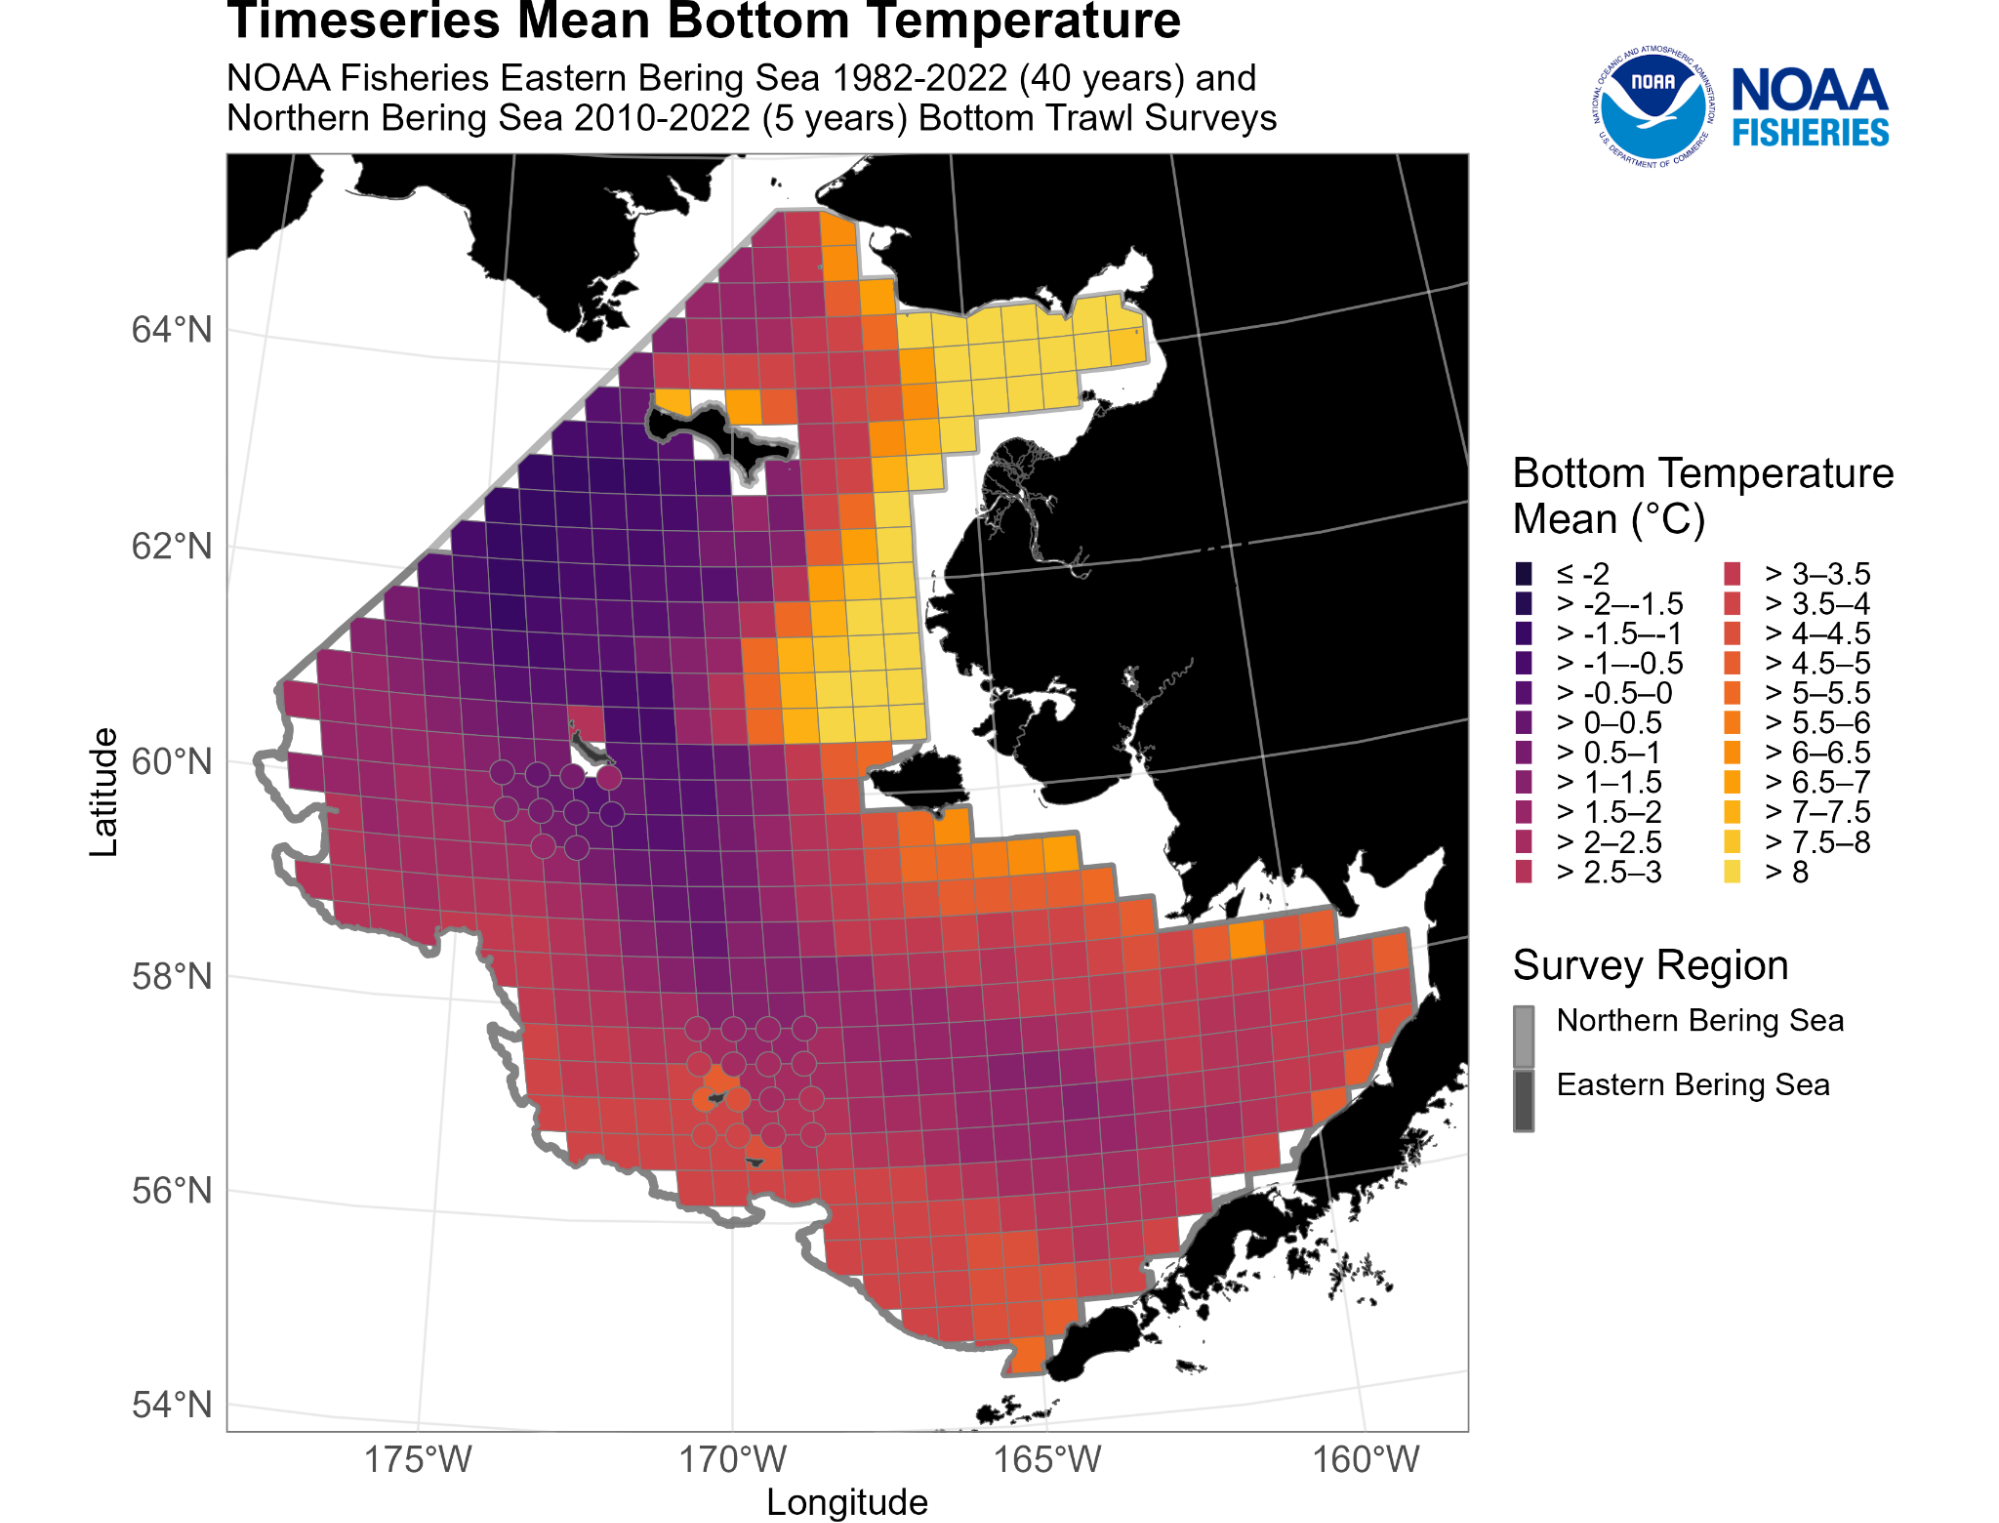 Timeseries Mean Bottom Temperature
NOAA Fisheries Eastern Bering Sea 1982-2022 (40 years) and
Northern Bering Sea 2010-2022 (5 years) Bottom Trawl Surveys
NATIONAL OCEANIC AND ATMOSPHERIC ADMINISTRATION
U.S. DEPARTMENT OF COMMERCE
NOAA
NOAA
FISHERIES
64°N
62°N
60°N
58°N
56°N
54°N
Latitude
175°W
170°W
165°W
160°W
Longitude
Bottom Temperature
Mean (°C)
≤ -2
> -2–-1.5
> -1.5–-1
> -1–-0.5
> -0.5–0
> 0–0.5
> 0.5–1
> 1–1.5
> 1.5–2
> 2–2.5
> 2.5–3
> 3–3.5
> 3.5–4
> 4–4.5
> 4.5–5
> 5–5.5
> 5.5–6
> 6–6.5
> 6.5–7
> 7–7.5
> 7.5–8
> 8
Survey Region
Northern Bering Sea
Eastern Bering Sea